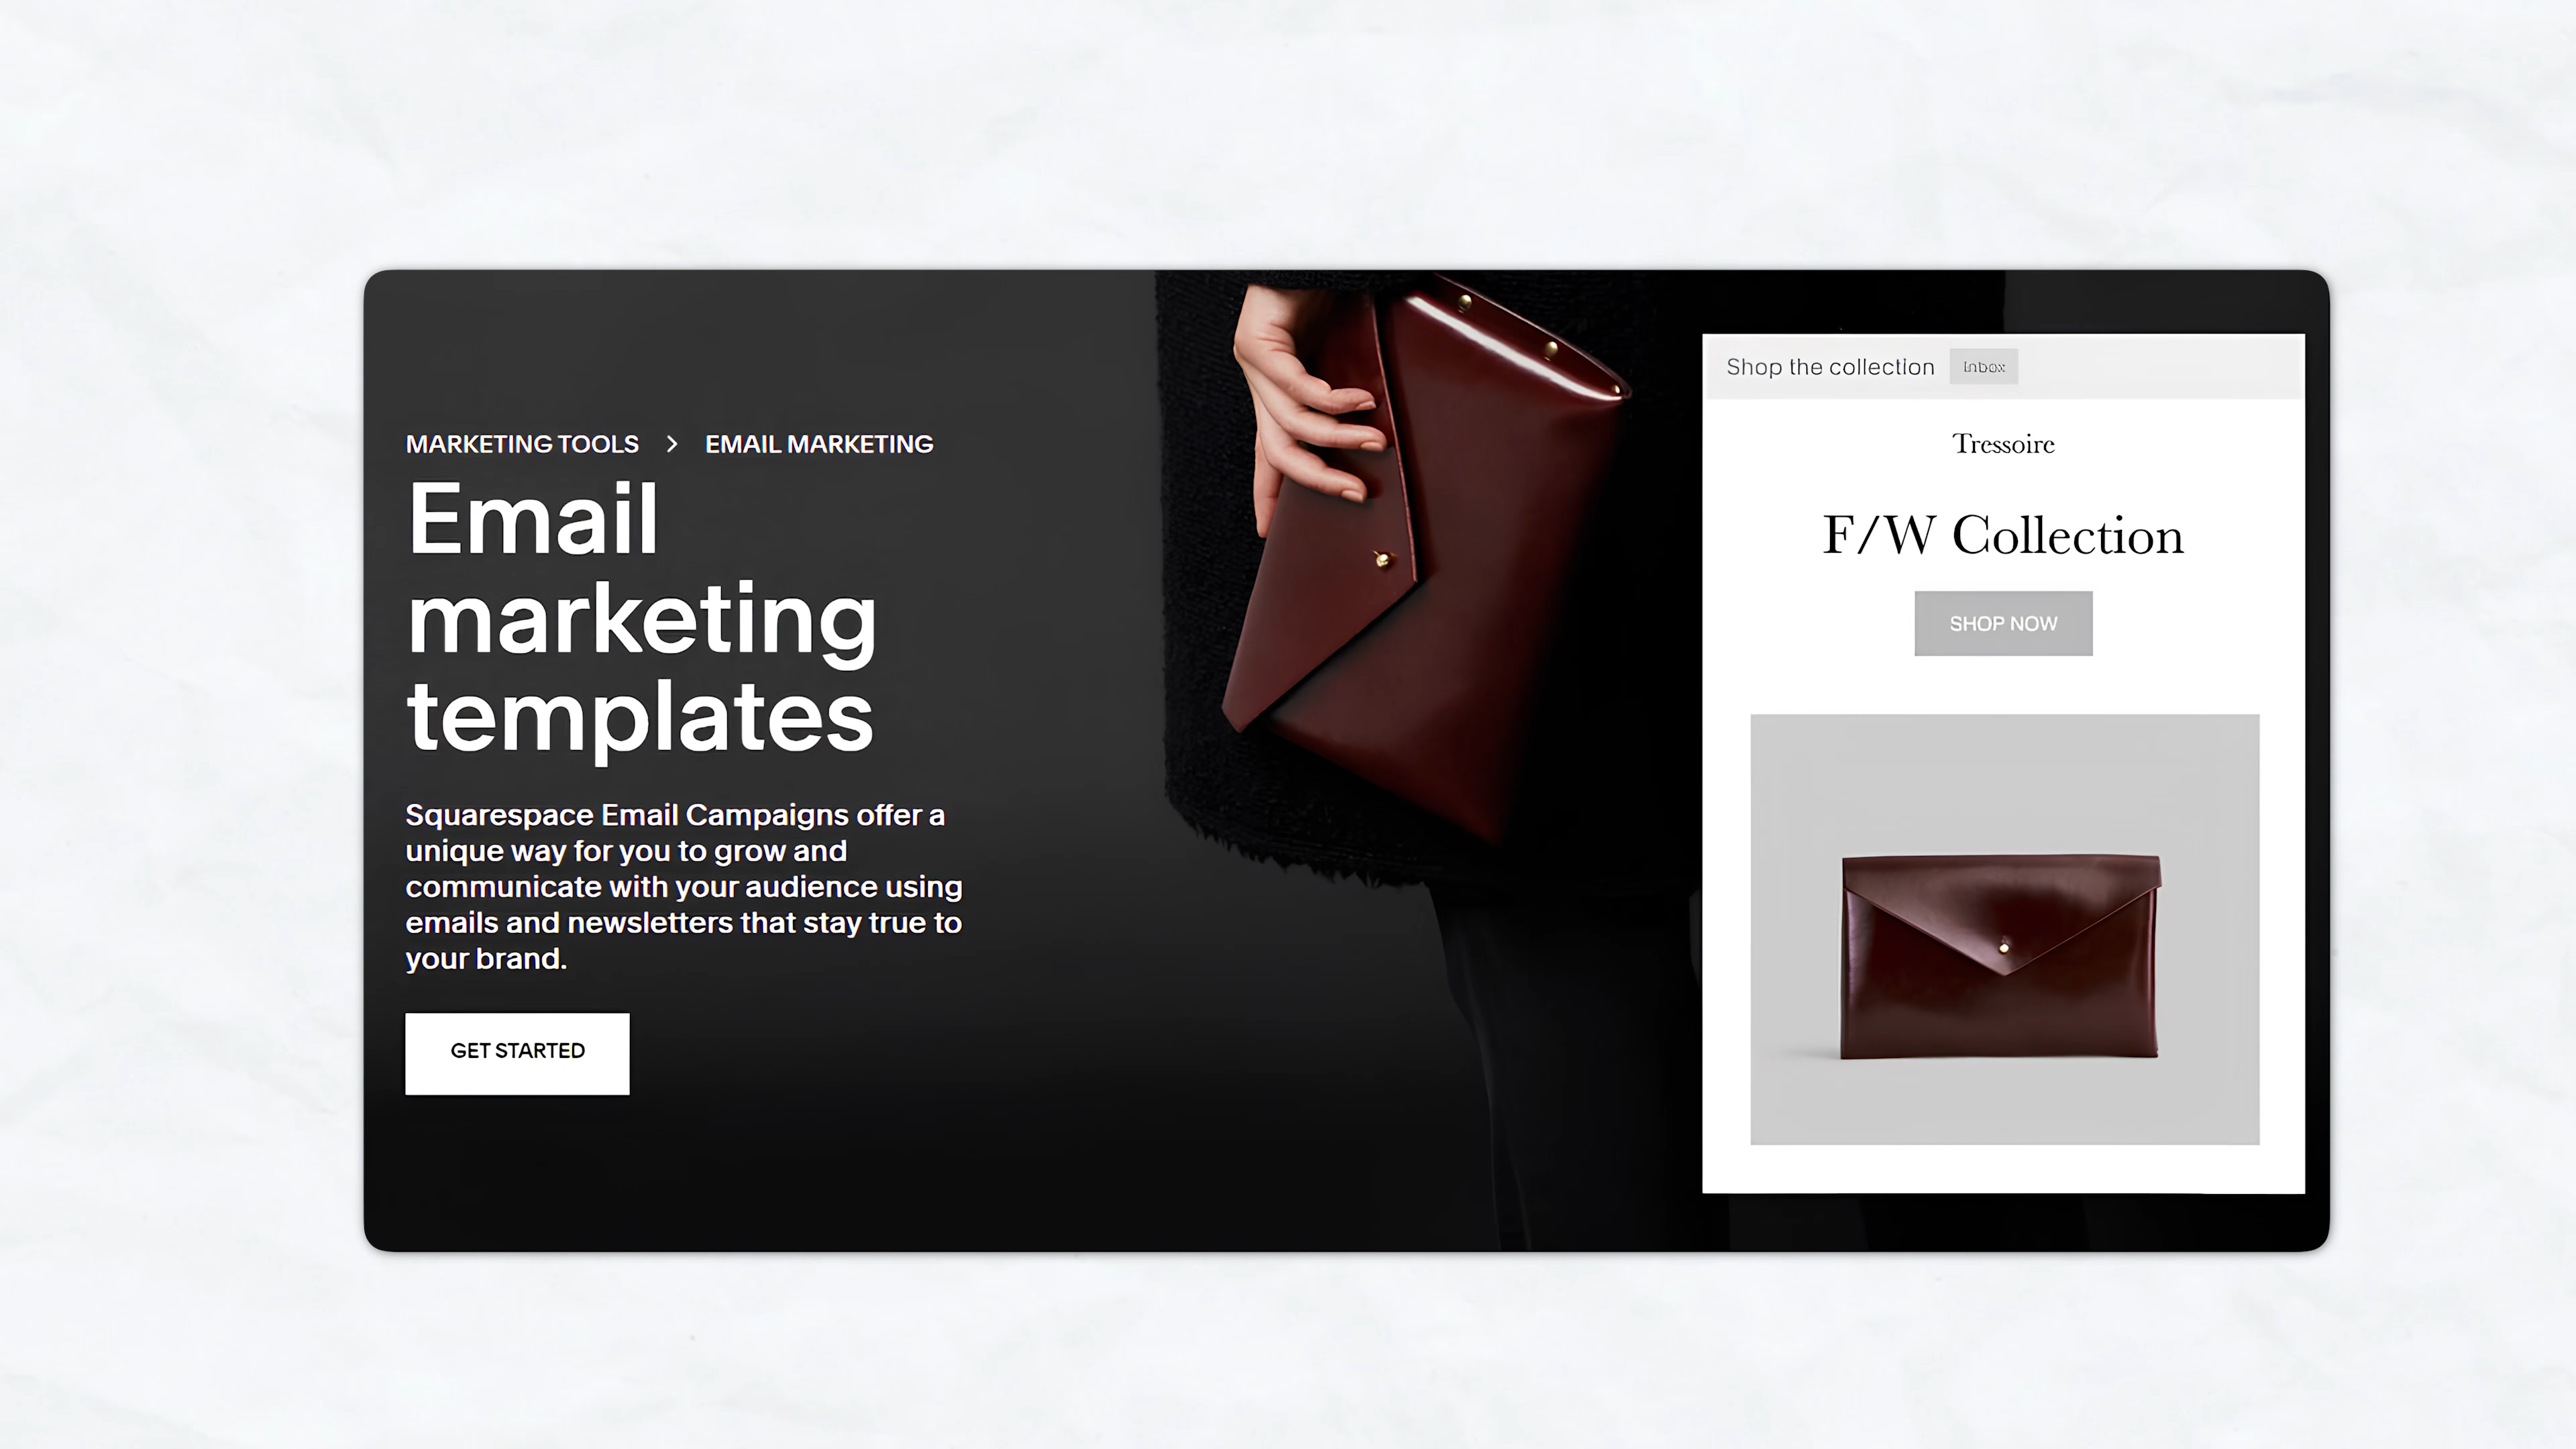 MARKETING TOOLS > EMAIL MARKETING
Email
marketing
templates
Squarespace Email Campaigns offer a
unique way for you to grow and
communicate with your audience using
emails and newsletters that stay true to
your brand.
GET STARTED
Shop the collection Inbox
Tressoire
F/W Collection
SHOP NOW